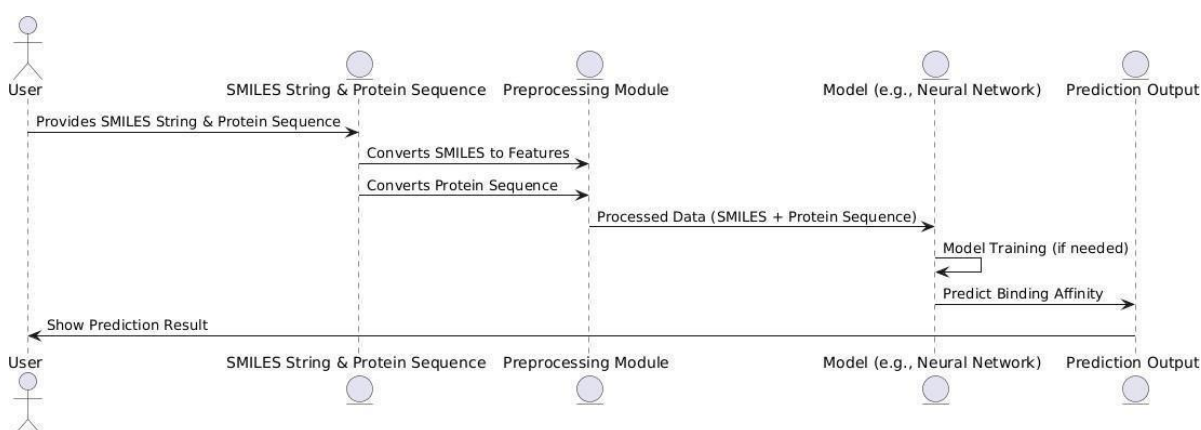 User
SMILES String & Protein Sequence
Preprocessing Module
Model (e.g., Neural Network)
Prediction Output
Provides SMILES String & Protein Sequence
Converts SMILES to Features
Converts Protein Sequence
Processed Data (SMILES + Protein Sequence)
Model Training (if needed)
Predict Binding Affinity
Show Prediction Result
User
SMILES String & Protein Sequence
Preprocessing Module
Model (e.g., Neural Network)
Prediction Output